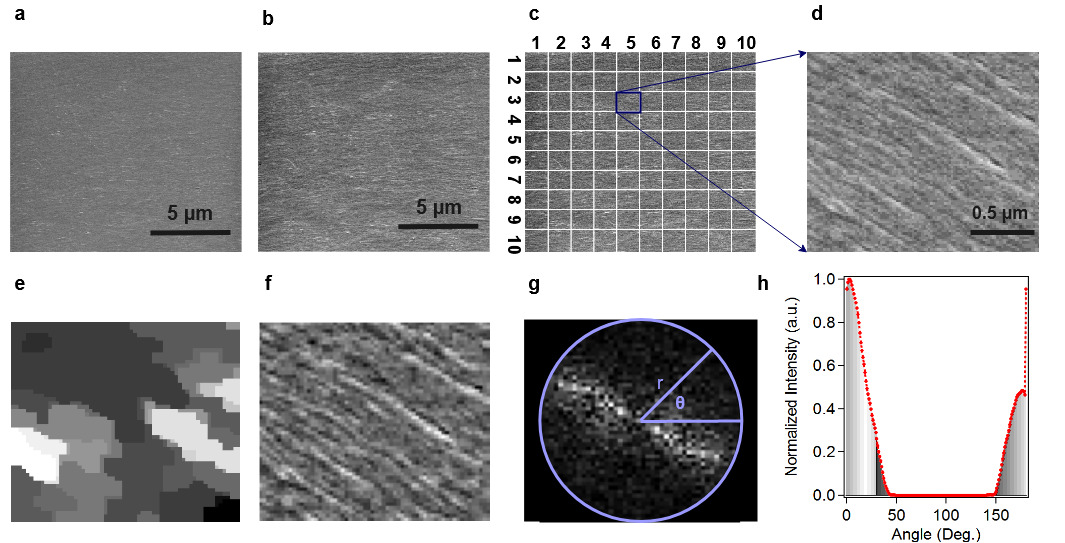 a
b
c
d
1 2 3 4 5 6 7 8 9 10
1
2
3
4
5
6
7
8
9
10
5 µm
5 µm
0.5 µm
e
f
g
h
r
θ
Normalized Intensity (a.u.)
1.0
0.8
0.6
0.4
0.2
0.0
0 50 100 150
Angle (Deg.)